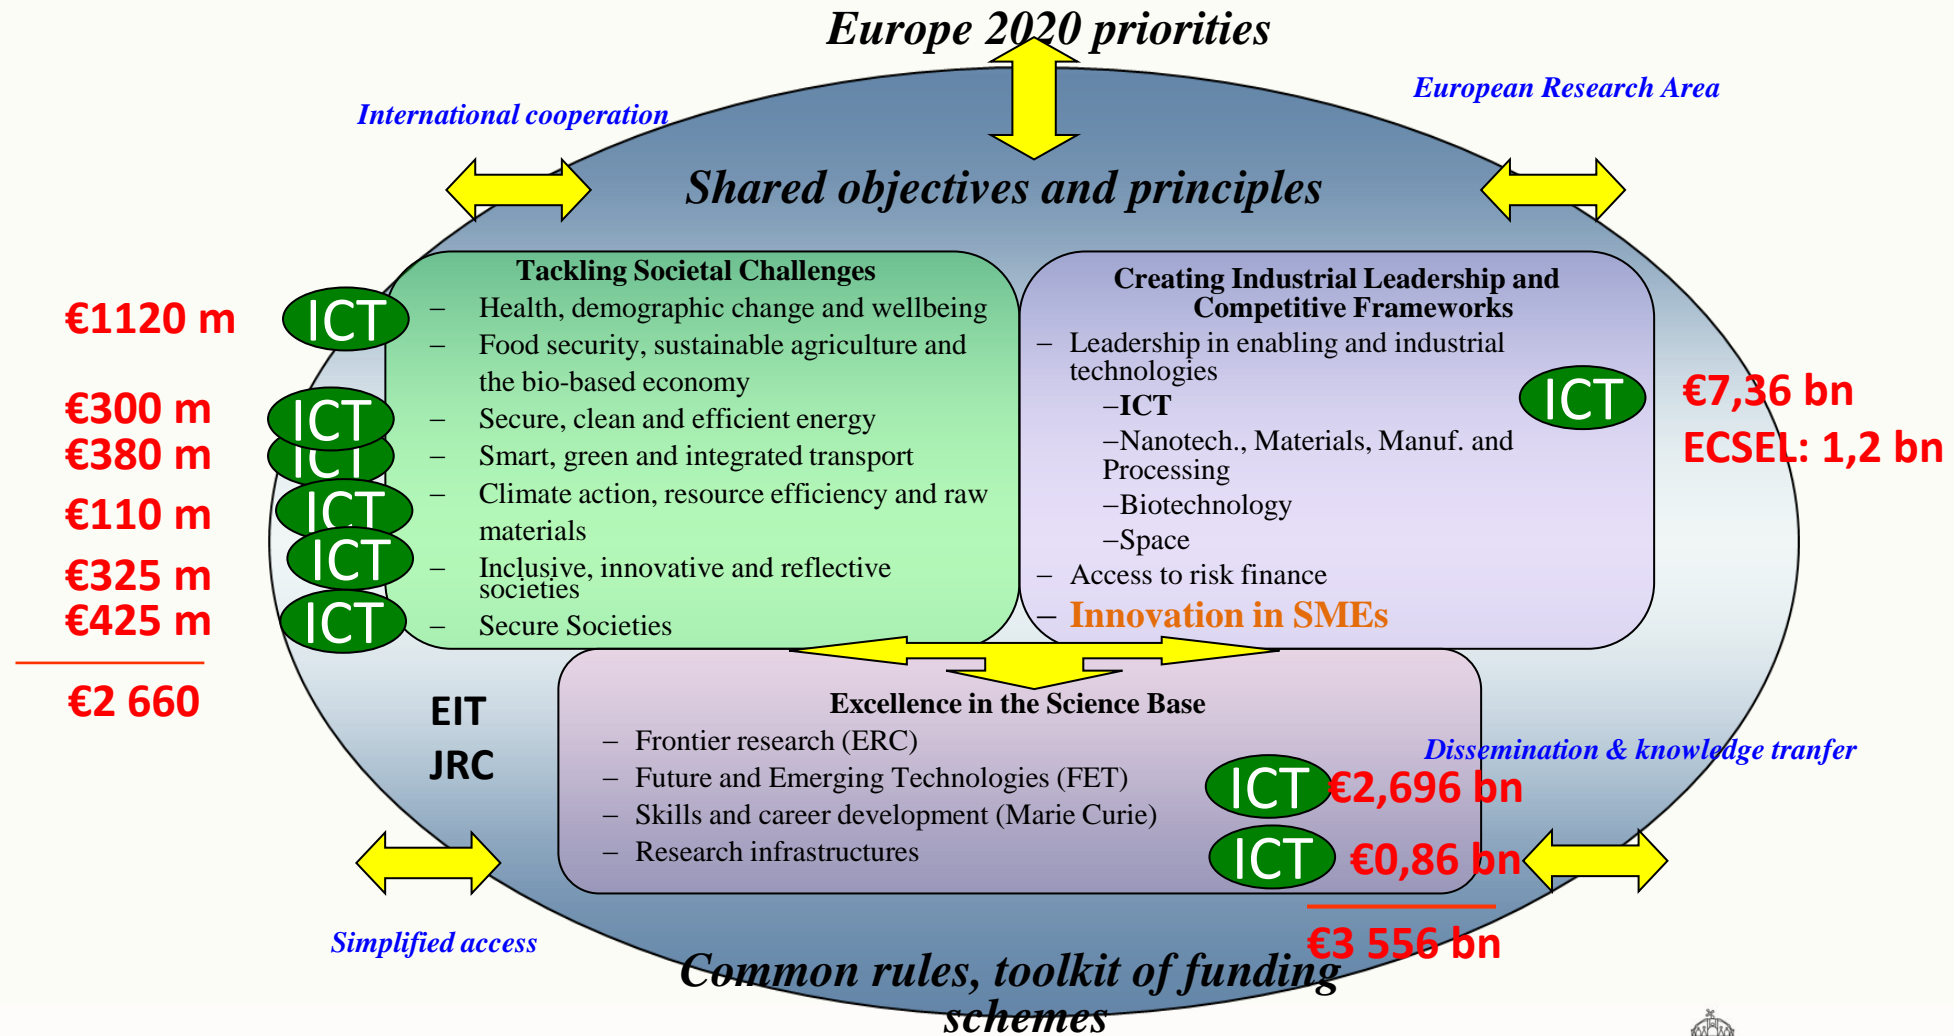 Europe 2020 priorities
International cooperation
European Research Area
Shared objectives and principles
Tackling Societal Challenges
– Health, demographic change and wellbeing
– Food security, sustainable agriculture and
the bio-based economy
– Secure, clean and efficient energy
– Smart, green and integrated transport
– Climate action, resource efficiency and raw
materials
– Inclusive, innovative and reflective
societies
– Secure Societies
€1120 m
ICT
€300 m
ICT
€380 m
ICT
€110 m
ICT
€325 m
ICT
€425 m
ICT
€2 660
Creating Industrial Leadership and
Competitive Frameworks
– Leadership in enabling and industrial
technologies
–ICT
–Nanotech., Materials, Manuf. and
Processing
–Biotechnology
–Space
– Access to risk finance
– Innovation in SMEs
ICT
€7,36 bn
ECSEL: 1,2 bn
EIT
JRC
Excellence in the Science Base
– Frontier research (ERC)
– Future and Emerging Technologies (FET)
– Skills and career development (Marie Curie)
– Research infrastructures
Dissemination & knowledge tranfer
ICT €2,696 bn
ICT €0,86 bn
€3 556 bn
Simplified access
Common rules, toolkit of funding
schemes